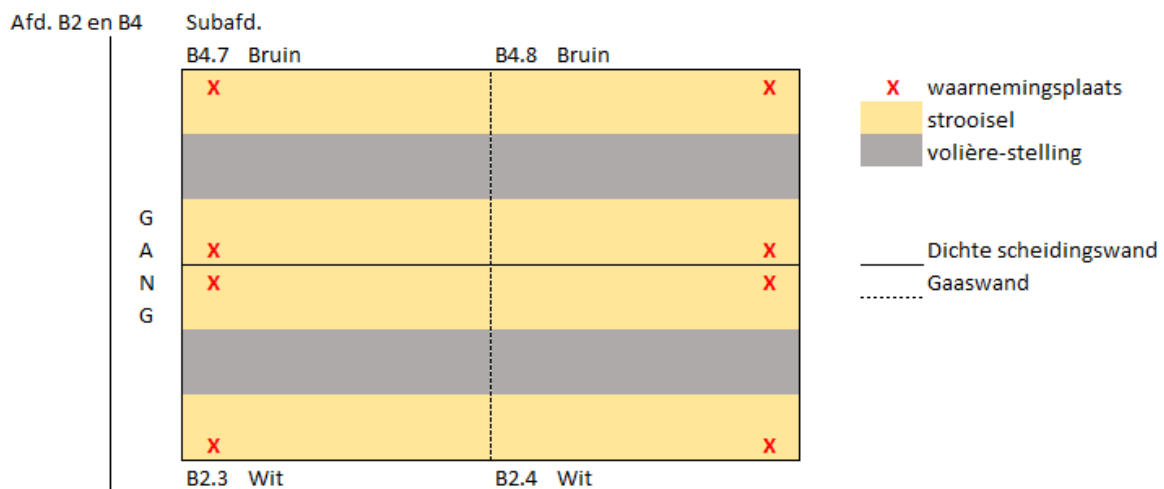 Afd. B2 en B4 Subafd.
B4.7 Bruin B4.8 Bruin
X X X waarnemingsplaats
strooisel
volière-stelling
G
A X X Dichte scheidingswand
N X X Gaaswand
G
X X
B2.3 Wit B2.4 Wit